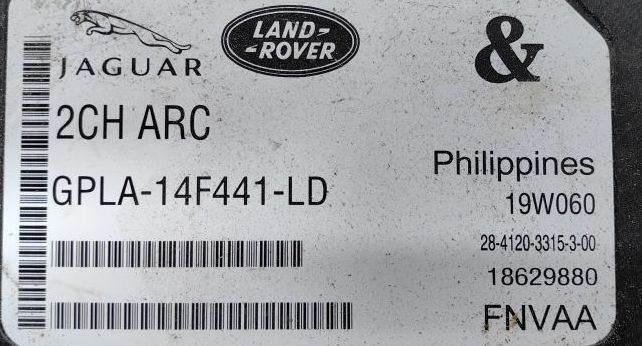 JAGUAR
LAND-
-ROVER
&
2CH ARC
GPLA-14F441-LD
Philippines
19W060
28-4120-3315-3-00
18629880
FNVAA